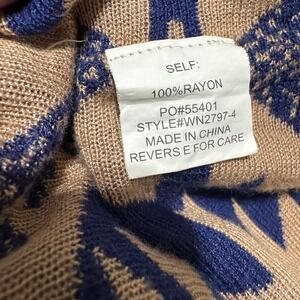 SELF:
100%RAYON
PO#55401
STYLE#WN2797-4
MADE IN CHINA
REVERS E FOR CARE